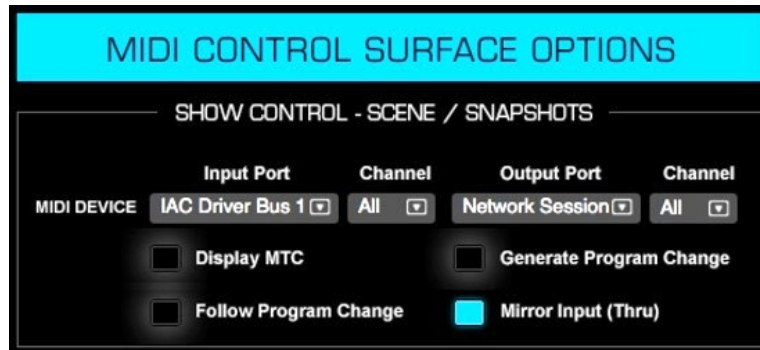 MIDI CONTROL SURFACE OPTIONS
SHOW CONTROL - SCENE / SNAPSHOTS
Input Port Channel Output Port Channel
MIDI DEVICE IAC Driver Bus 1 All Network Session All
Display MTC Generate Program Change
Follow Program Change Mirror Input (Thru)